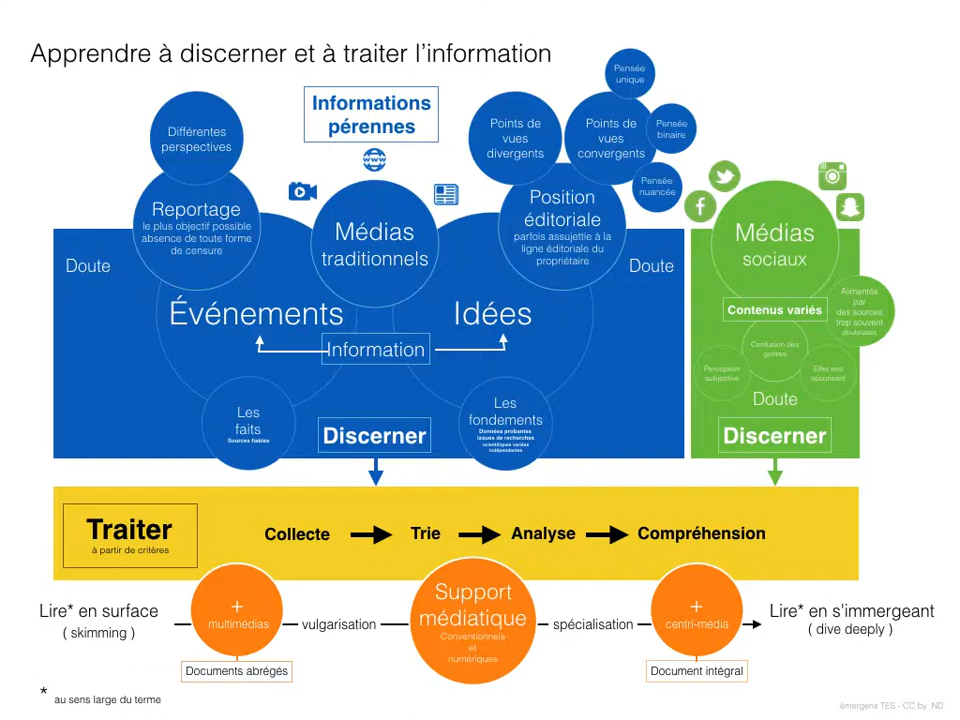 Apprendre à discerner et à traiter l'information
Informations
pérennes
Différentes
perspectives
Reportage
le plus objectif possible
absence de toute forme
de censure
Médias
traditionnels
Points de
vues
divergents
Points de
vues
convergents
Pensée
unique
Pensée
binaire
Pensée
nuancée
Position
éditoriale
parfois assujettie à la
ligne éditoriale du
propriétaire
Doute
Doute
Événements
Idées
Information
Les
faits
Sources fiables
Les
fondements
Données probantes
issues de recherches
scientifiques variées
indépendantes
Discerner
Médias
sociaux
Contenus variés
Alimentés
par
des sources
trop souvent
douteuses
Confusion des
genres
Perception
subjective
Effet éco
sécurisant
Doute
Discerner
Traiter
à partir de critères
Collecte
Trie
Analyse
Compréhension
Lire* en surface
( skimming )
+
multimédias
Documents abrégés
vulgarisation
Support
médiatique
Conventionnels
et
numériques
spécialisation
+
centri-média
Document intégral
Lire* en s'immergeant
( dive deeply )
* au sens large du terme
émergens TES - CC by ND